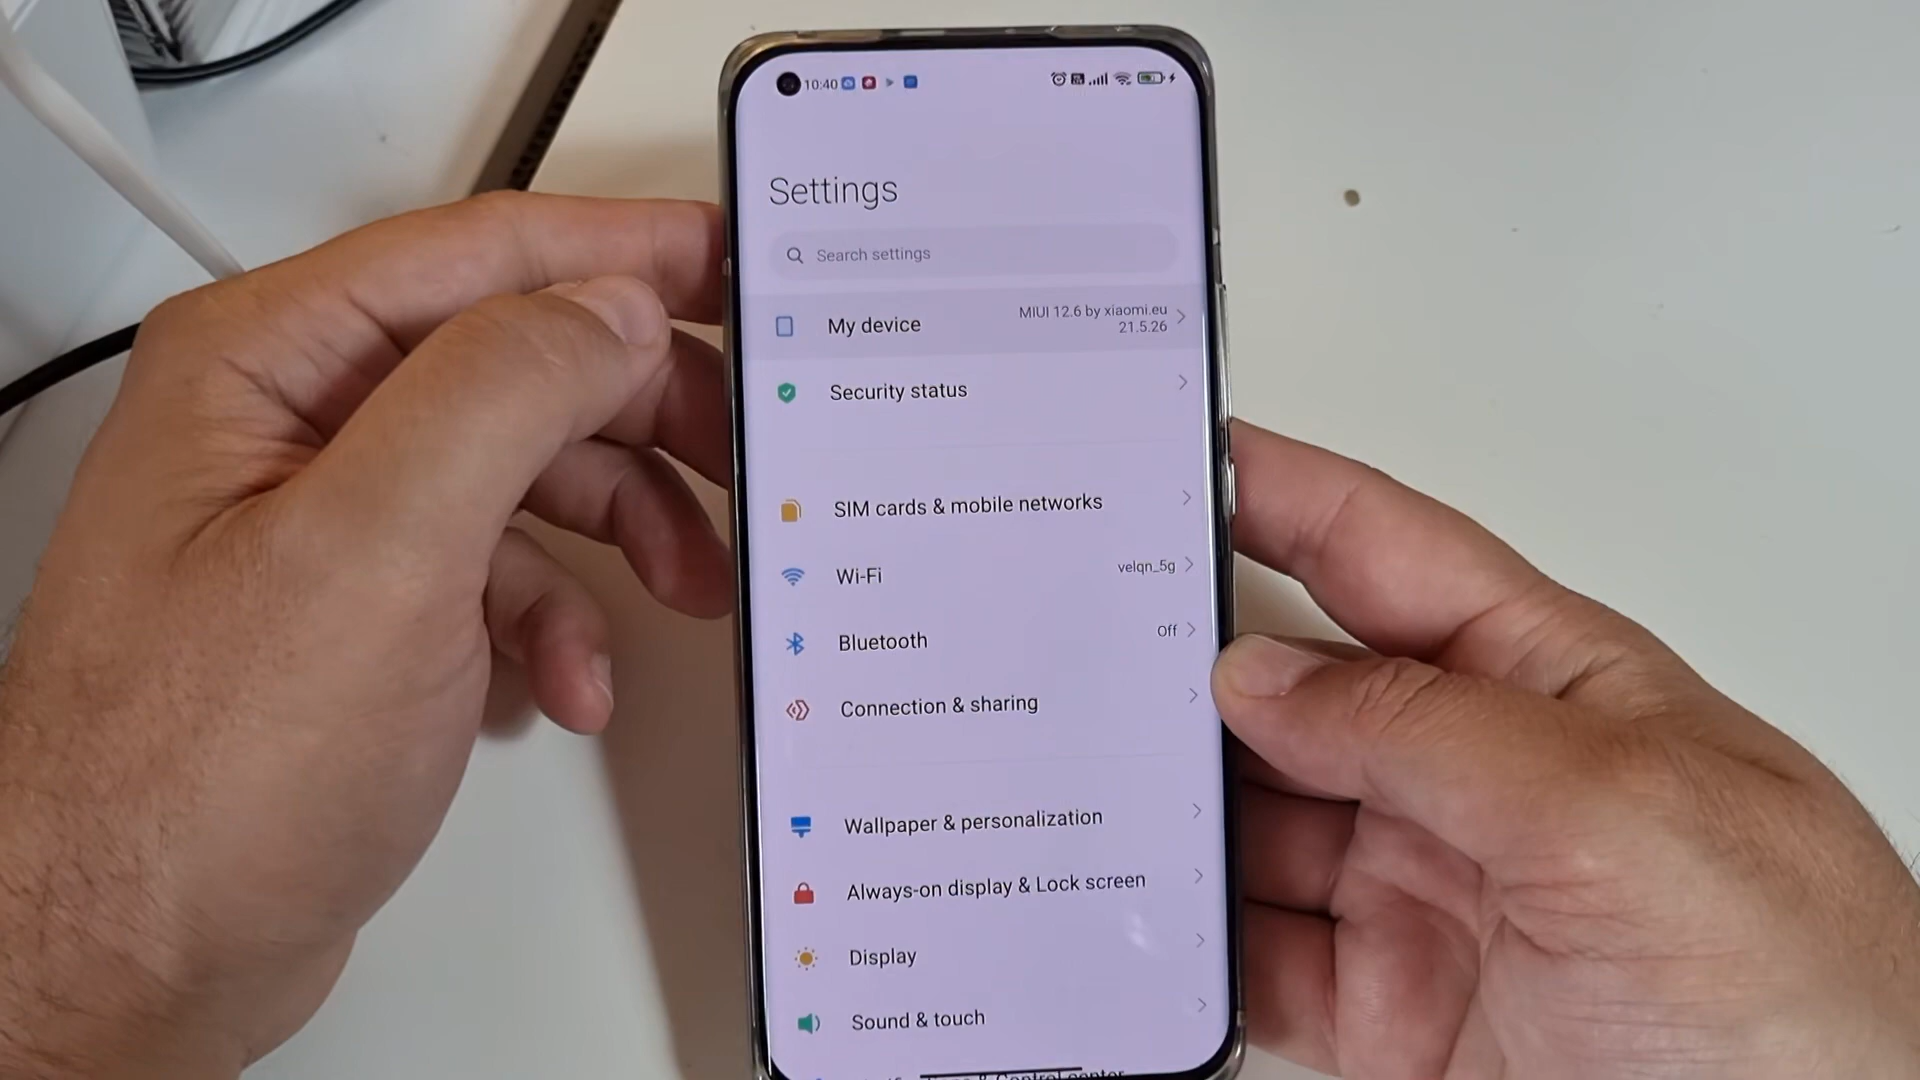 10:40
Settings
Search settings
My device
MIUI 12.6 by xiaomi.eu
21.5.26
Security status
SIM cards & mobile networks
Wi-Fi
velqn_5g
Bluetooth
Off
Connection & sharing
Wallpaper & personalization
Always-on display & Lock screen
Display
Sound & touch
& Control center